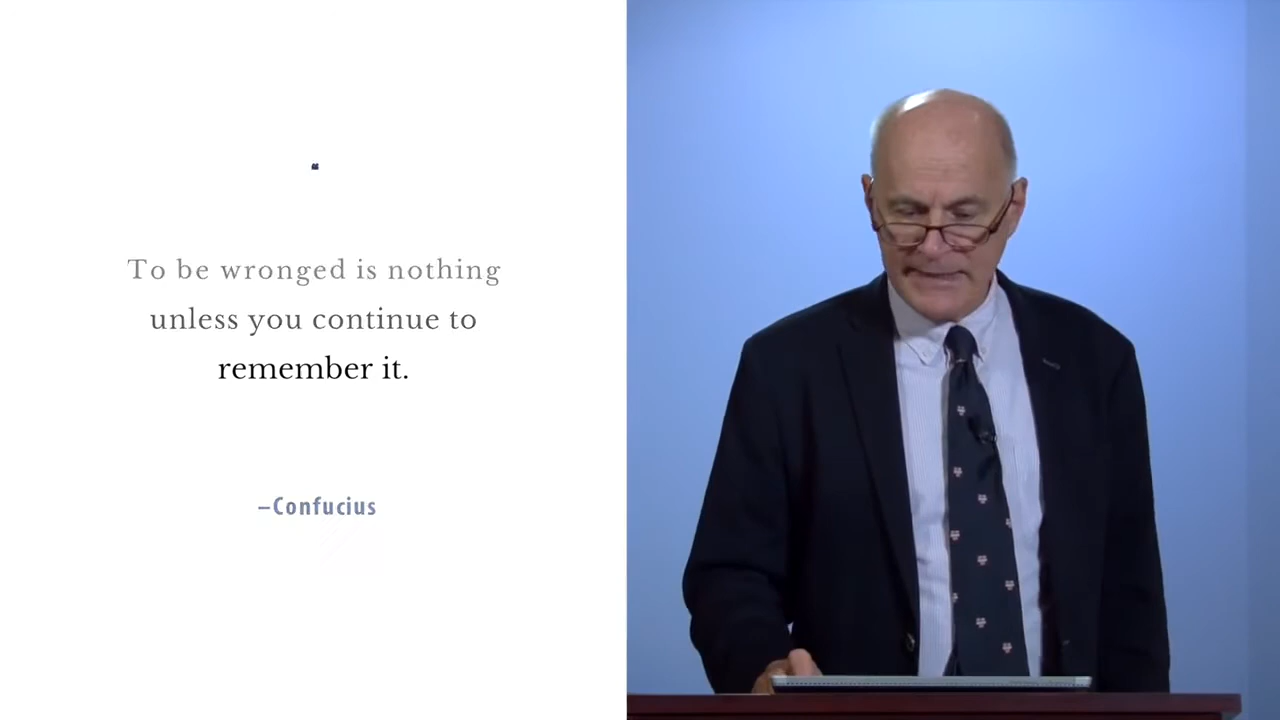 “
To be wronged is nothing
unless you continue to
remember it.
–Confucius